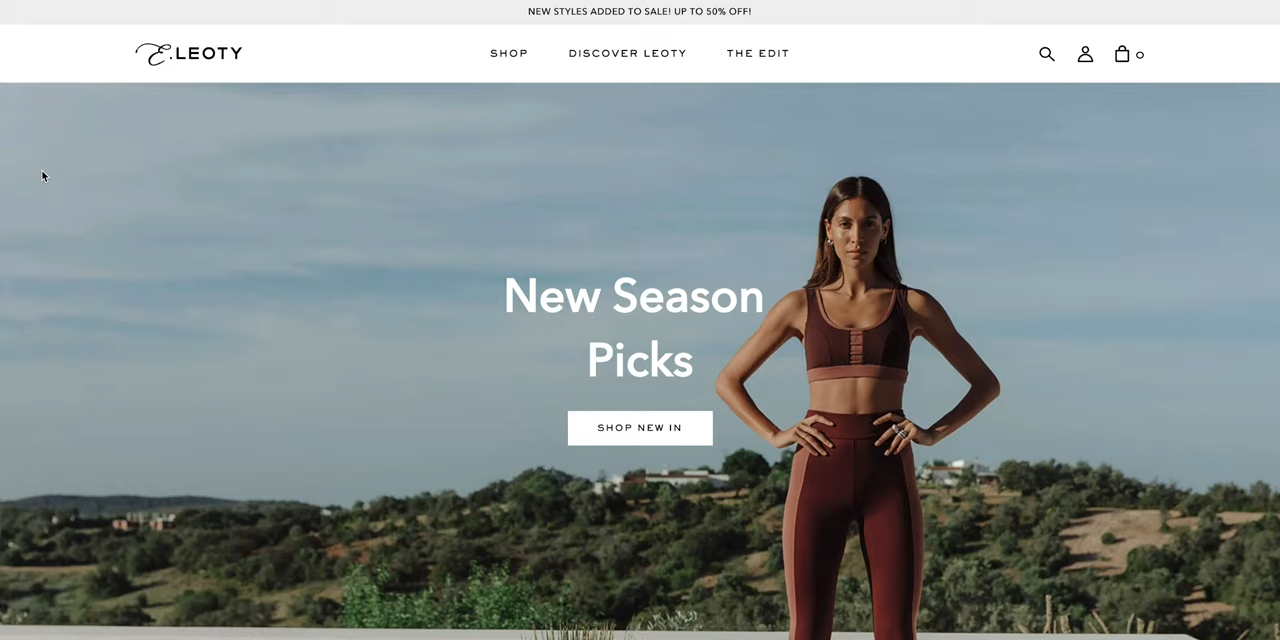 NEW STYLES ADDED TO SALE! UP TO 50% OFF!
E.LEOTY
SHOP
DISCOVER LEOTY
THE EDIT
0
New Season
Picks
SHOP NEW IN